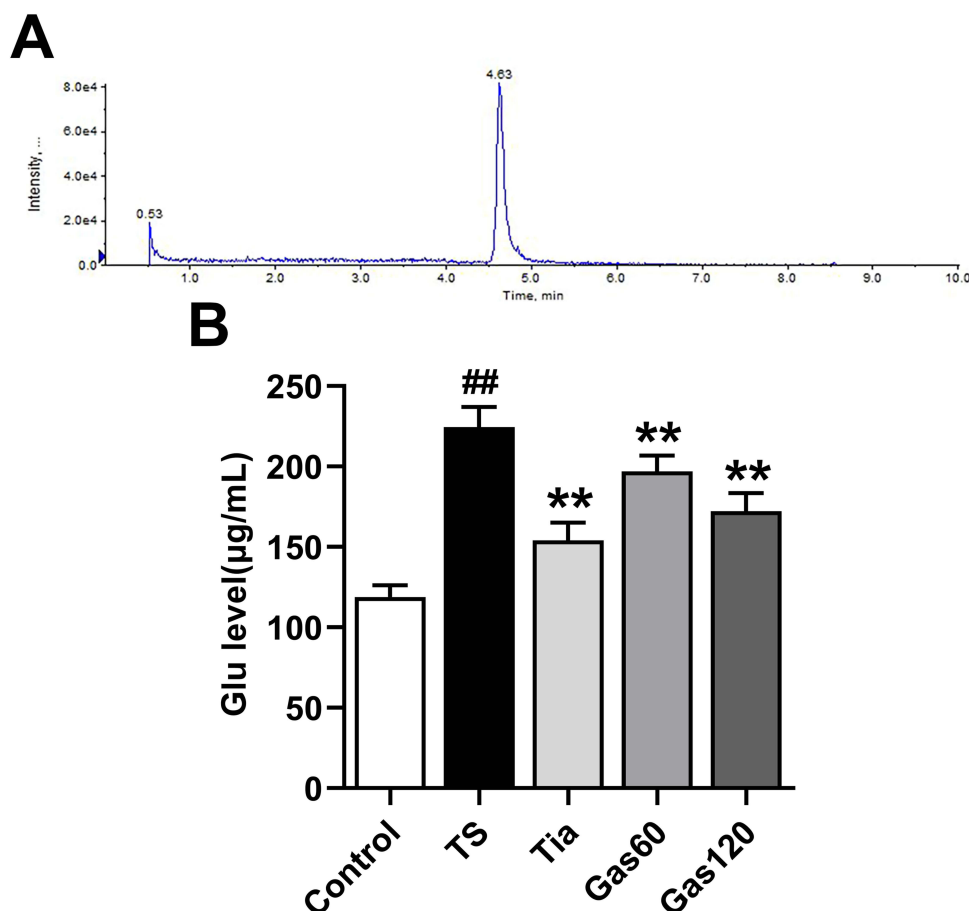 A
4.63
8.0e4
6.0e4
Intensity, ...
4.0e4
0.53
2.0e4
0.0
1.0 2.0 3.0 4.0 5.0 6.0 7.0 8.0 9.0 10.0
Time, min
B
250
##
200
**
**
**
150
100
50
0
Glu level(μg/mL)
Control TS Tia Gas60 Gas120